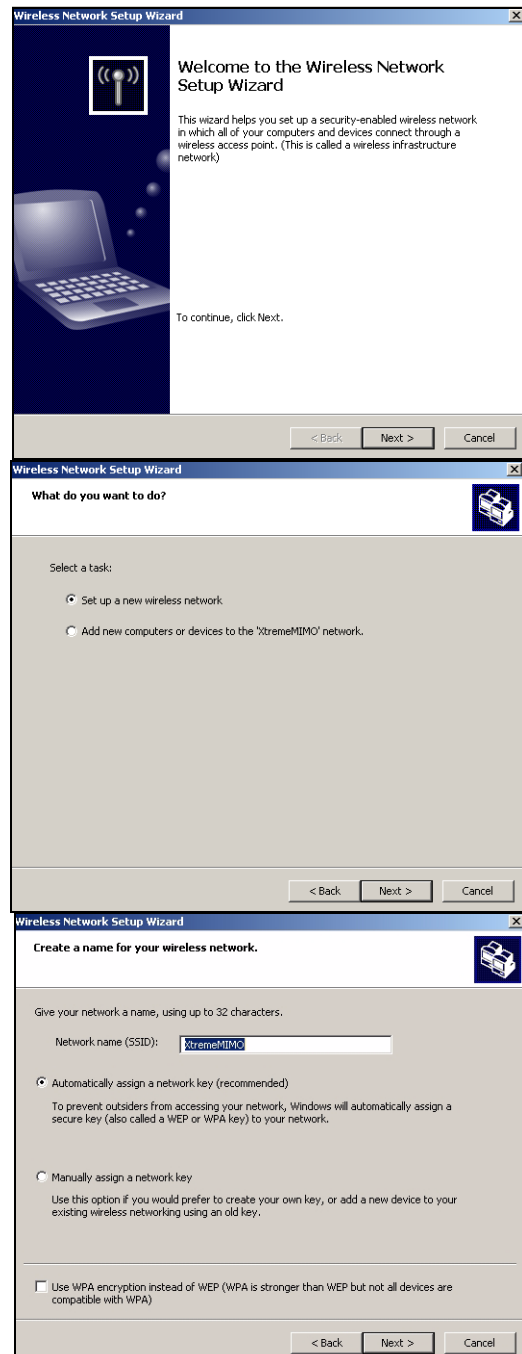 Wireless Network Setup Wizard
Welcome to the Wireless Network
Setup Wizard
This wizard helps you set up a security-enabled wireless network
in which all of your computers and devices connect through a
wireless access point. (This is called a wireless infrastructure
network)
To continue, click Next.
< Back Next > Cancel
Wireless Network Setup Wizard
What do you want to do?
Select a task:
Set up a new wireless network
Add new computers or devices to the 'XtremeMIMO' network.
< Back Next > Cancel
Wireless Network Setup Wizard
Create a name for your wireless network.
Give your network a name, using up to 32 characters.
Network name (SSID): XtremeMIMO
Automatically assign a network key (recommended)
To prevent outsiders from accessing your network, Windows will automatically assign a
secure key (also called a WEP or WPA key) to your network.
Manually assign a network key
Use this option if you would prefer to create your own key, or add a new device to your
existing wireless networking using an old key.
Use WPA encryption instead of WEP (WPA is stronger than WEP but not all devices are
compatible with WPA)
< Back Next > Cancel